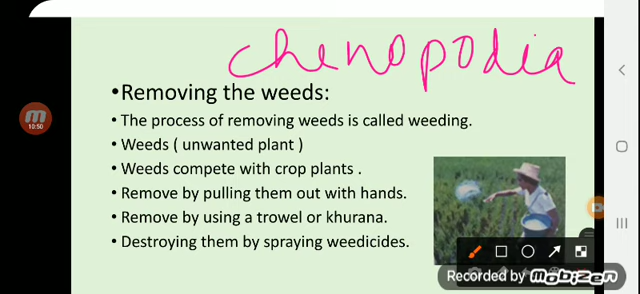 chenopodia
•Removing the weeds:
• The process of removing weeds is called weeding.
• Weeds ( unwanted plant )
• Weeds compete with crop plants .
• Remove by pulling them out with hands.
• Remove by using a trowel or khurana.
• Destroying them by spraying weedicides.
10:50
Recorded by mobizen